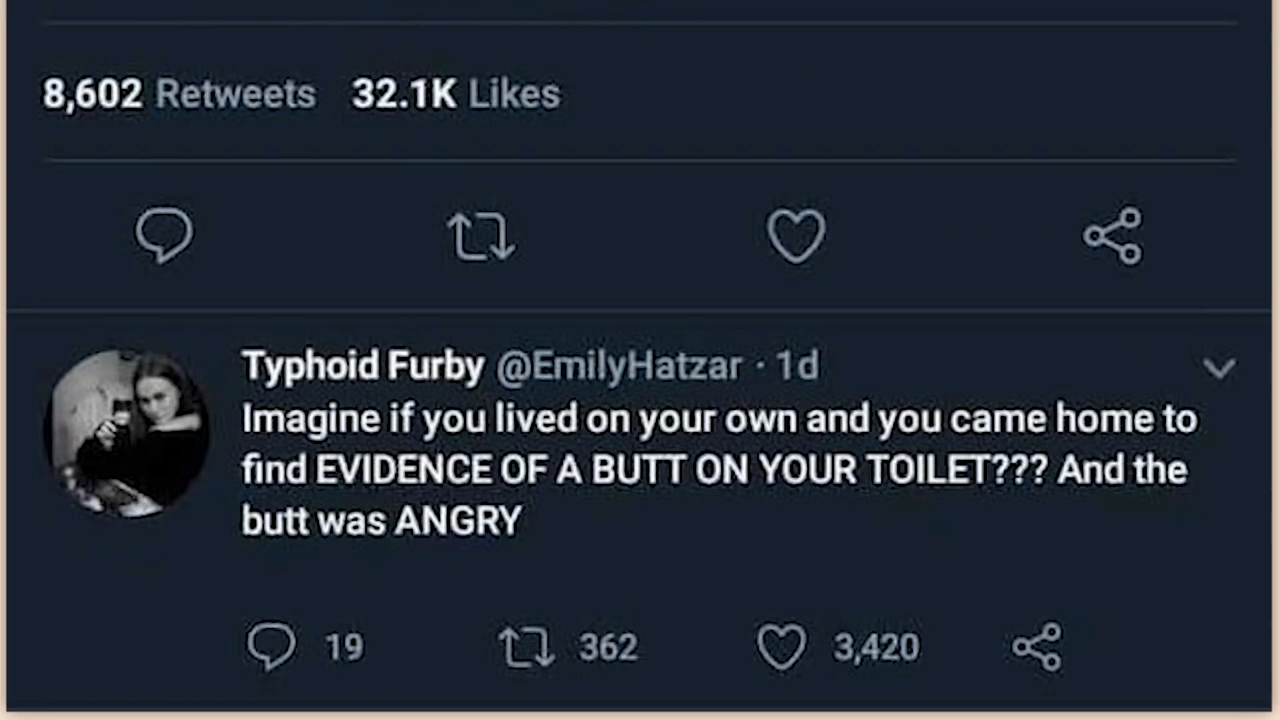 8,602 Retweets 32.1K Likes
Typhoid Furby @EmilyHatzar · 1d
Imagine if you lived on your own and you came home to
find EVIDENCE OF A BUTT ON YOUR TOILET??? And the
butt was ANGRY
19 362 3,420